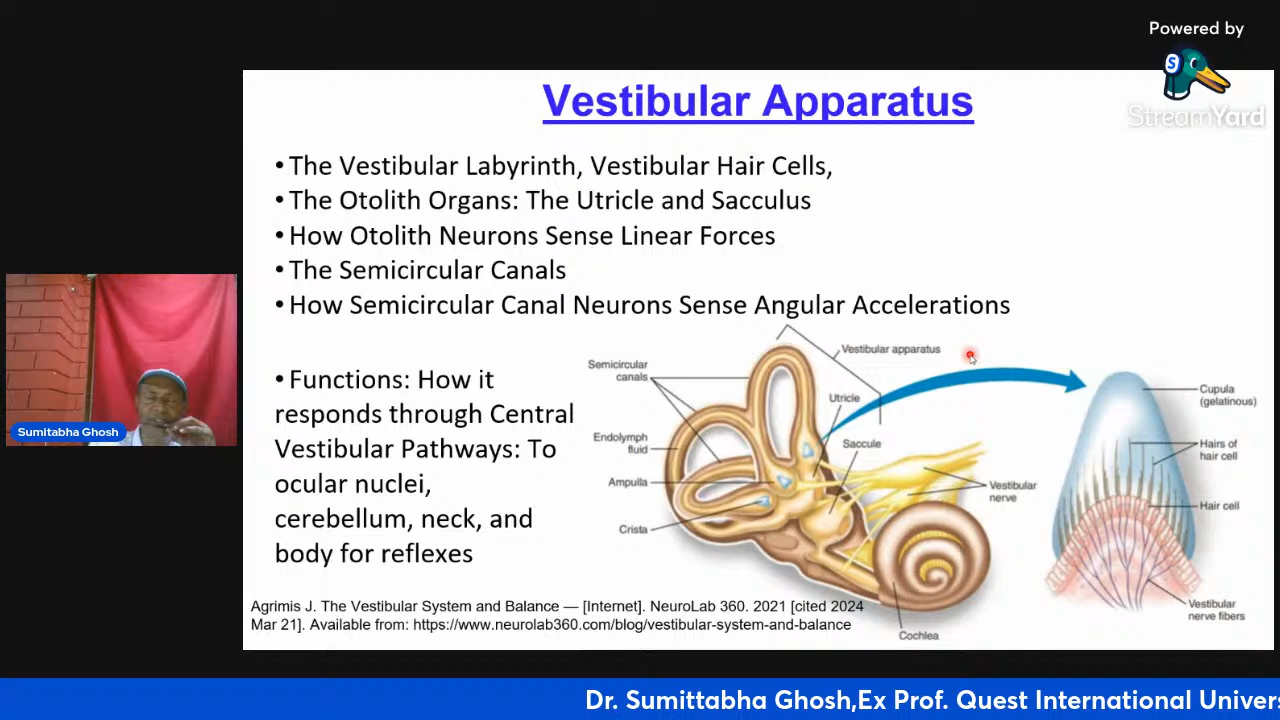 Powered by
StreamYard
Vestibular Apparatus
• The Vestibular Labyrinth, Vestibular Hair Cells,
• The Otolith Organs: The Utricle and Sacculus
• How Otolith Neurons Sense Linear Forces
• The Semicircular Canals
• How Semicircular Canal Neurons Sense Angular Accelerations
• Functions: How it
responds through Central
Vestibular Pathways: To
ocular nuclei,
cerebellum, neck, and
body for reflexes
Semicircular
canals
Endolymph
fluid
Ampulla
Crista
Vestibular apparatus
Utricle
Saccule
Vestibular
nerve
Cochlea
Cupula
(gelatinous)
Hairs of
hair cell
Hair cell
Vestibular
nerve fibers
Agrimis J. The Vestibular System and Balance — [Internet]. NeuroLab 360. 2021 [cited 2024
Mar 21]. Available from: https://www.neurolab360.com/blog/vestibular-system-and-balance
Sumitabha Ghosh
Dr. Sumittabha Ghosh,Ex Prof. Quest International Univer